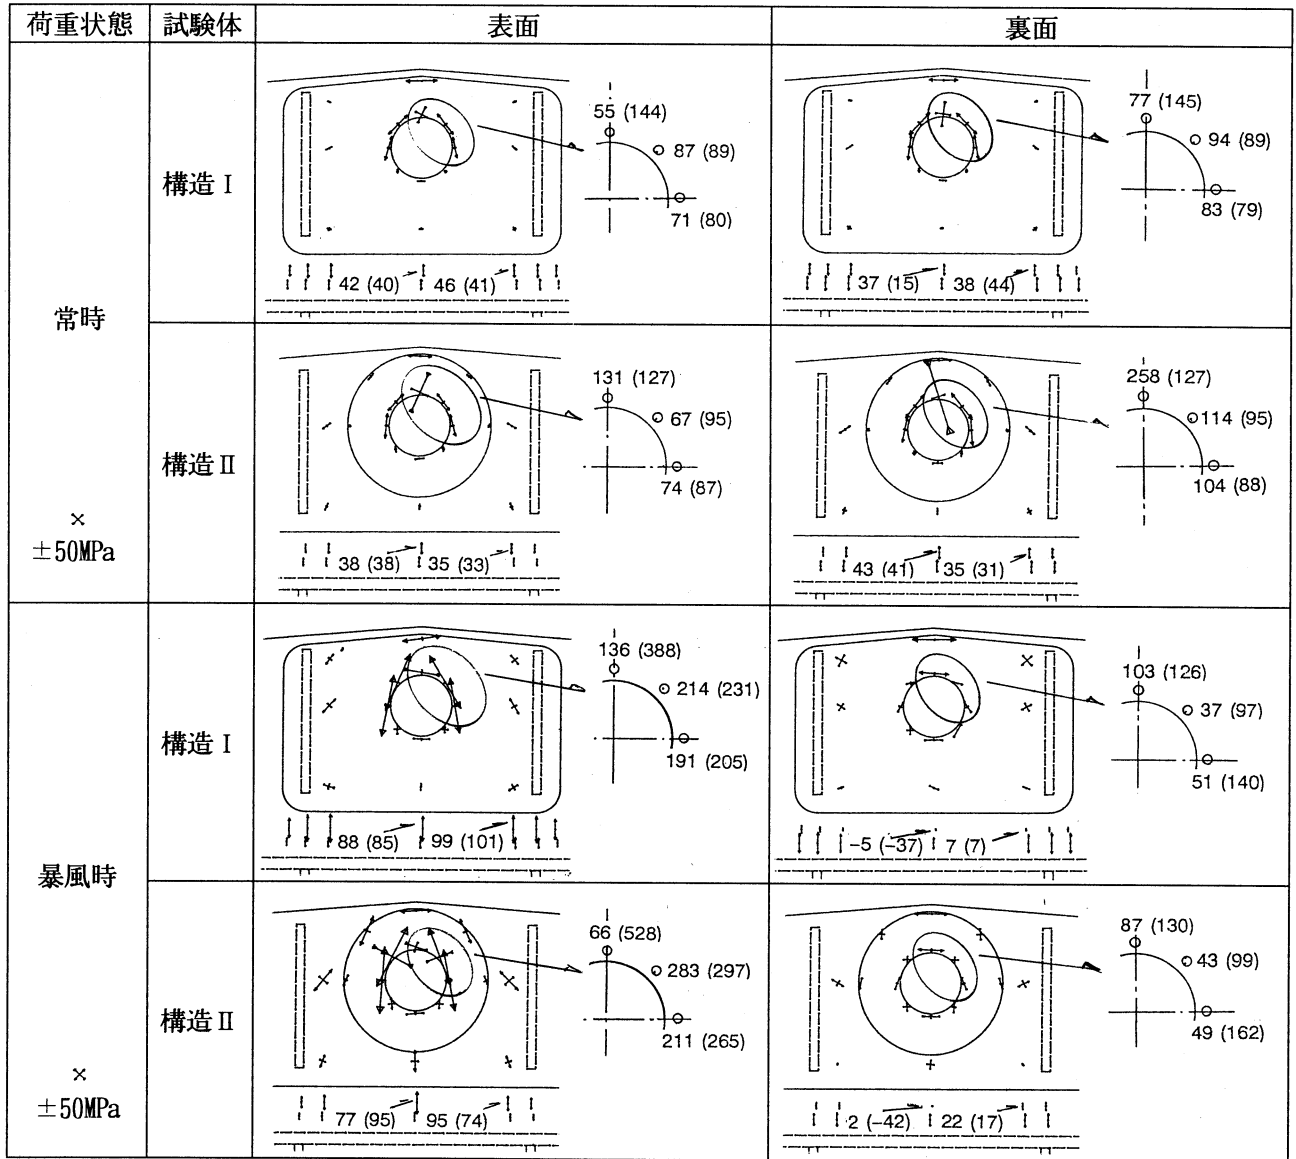 荷重状態 試験体 表面 裏面
常時
×
±50MPa
構造Ⅰ
55 (144)
87 (89)
71 (80)
42 (40) 46 (41)
77 (145)
94 (89)
83 (79)
37 (15) 38 (44)
構造Ⅱ
131 (127)
67 (95)
74 (87)
38 (38) 35 (33)
258 (127)
114 (95)
104 (88)
43 (41) 35 (31)
暴風時
×
±50MPa
構造Ⅰ
136 (388)
214 (231)
191 (205)
88 (85) 99 (101)
103 (126)
37 (97)
51 (140)
-5 (-37) 7 (7)
構造Ⅱ
66 (528)
283 (297)
211 (265)
77 (95) 95 (74)
87 (130)
43 (99)
49 (162)
2 (-42) 22 (17)